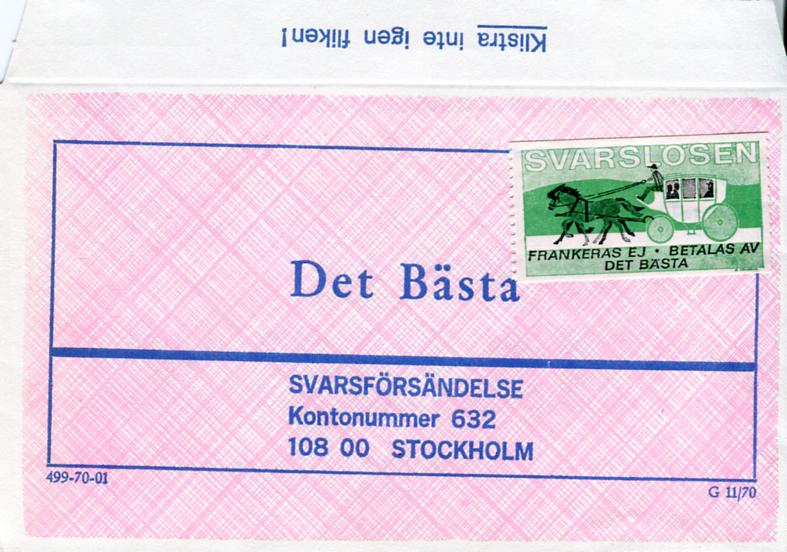 Klistra inte igen fliken!
SVARSLÖSEN
FRANKERAS EJ • BETALAS AV
DET BÄSTA
Det Bästa
SVARSFÖRSÄNDELSE
Kontonummer 632
108 00 STOCKHOLM
499-70-01
G 11/70